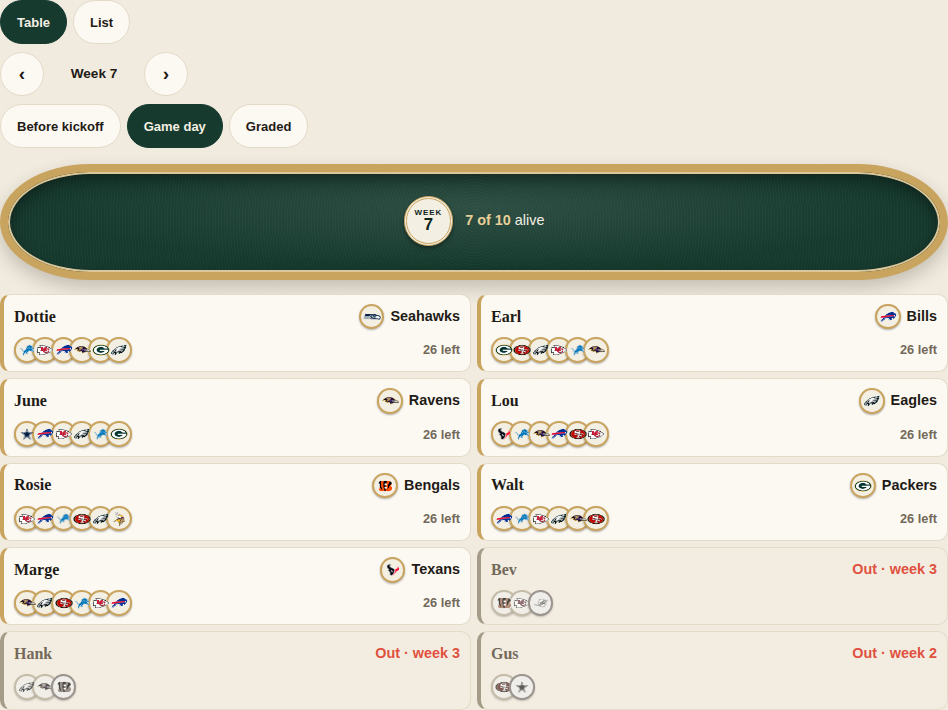 Table List
‹ Week 7 ›
Before kickoff Game day Graded
WEEK
7
7 of 10 alive
Dottie Seahawks
26 left
Earl Bills
26 left
June Ravens
26 left
Lou Eagles
26 left
Rosie Bengals
26 left
Walt Packers
26 left
Marge Texans
26 left
Bev Out · week 3
Hank Out · week 3
Gus Out · week 2